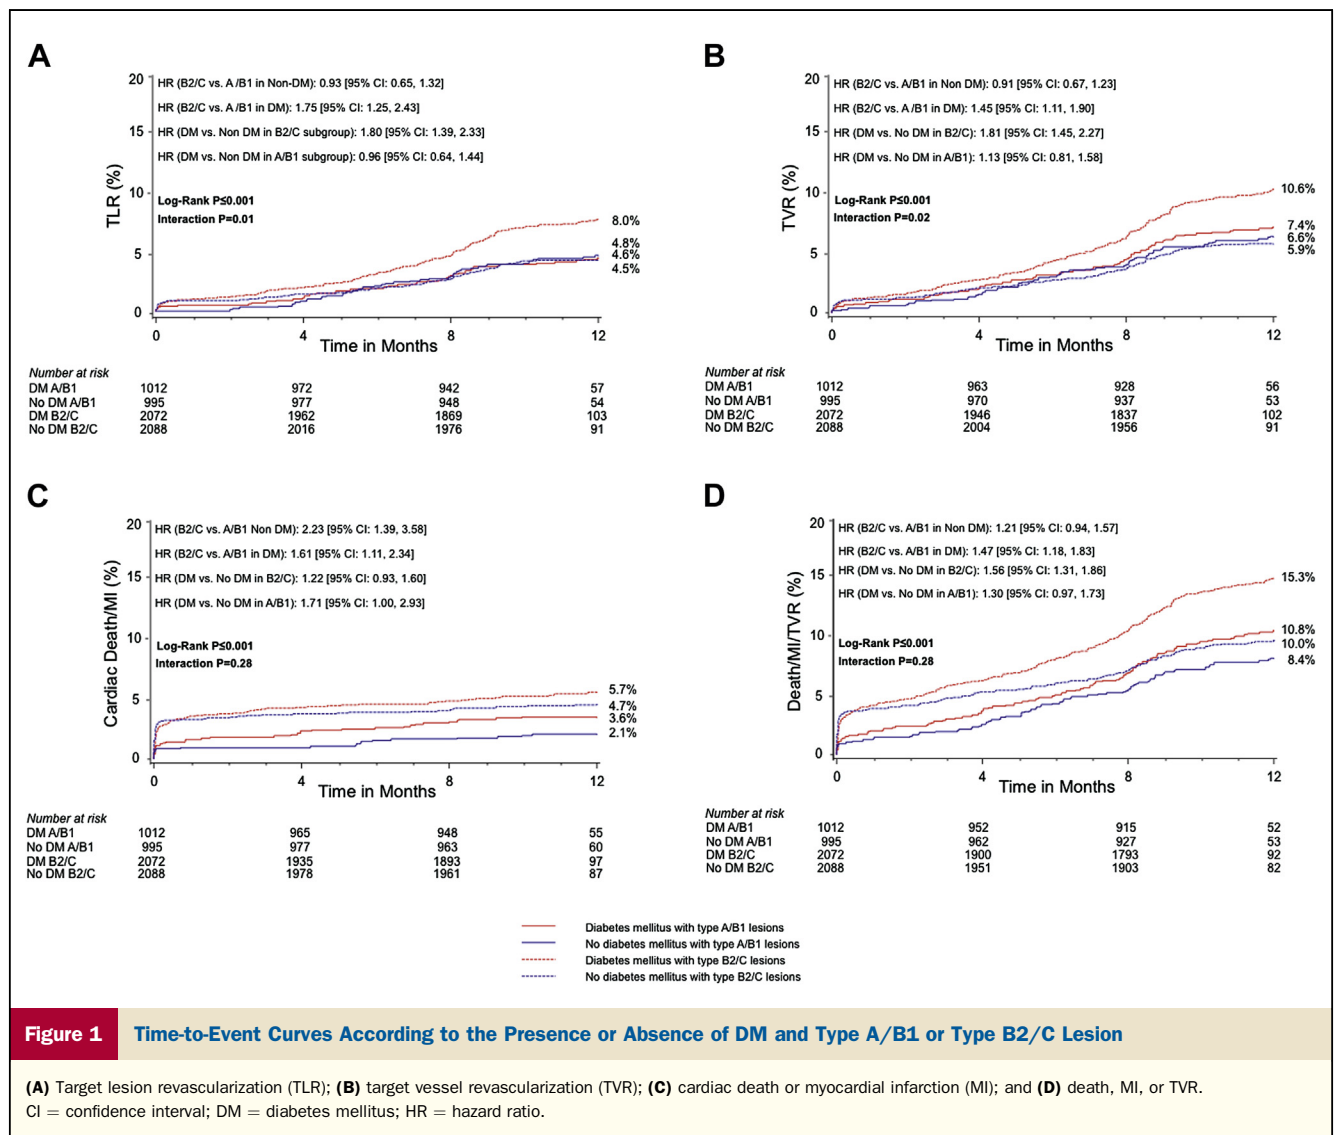 A
20
HR (B2/C vs. A /B1 in Non-DM): 0.93 [95% CI: 0.65, 1.32]
HR (B2/C vs. A /B1 in DM): 1.75 [95% CI: 1.25, 2.43]
15
HR (DM vs. Non DM in B2/C subgroup): 1.80 [95% CI: 1.39, 2.33]
HR (DM vs. Non DM in A/B1 subgroup): 0.96 [95% CI: 0.64, 1.44]
TLR (%)
10
Log-Rank P≤0.001
Interaction P=0.01
8.0%
4.8%
4.6%
4.5%
5
0
0 4 8 12
Time in Months
Number at risk
DM A/B1 1012 972 942 57
No DM A/B1 995 977 948 54
DM B2/C 2072 1962 1869 103
No DM B2/C 2088 2016 1976 91
B
20
HR (B2/C vs. A/B1 in Non DM): 0.91 [95% CI: 0.67, 1.23]
HR (B2/C vs. A /B1 in DM): 1.45 [95% CI: 1.11, 1.90]
15
HR (DM vs. No DM in B2/C): 1.81 [95% CI: 1.45, 2.27]
HR (DM vs. No DM in A/B1): 1.13 [95% CI: 0.81, 1.58]
TVR (%)
10
Log-Rank P≤0.001
Interaction P=0.02
10.6%
7.4%
6.6%
5.9%
5
0
0 4 8 12
Time in Months
Number at risk
DM A/B1 1012 963 928 56
No DM A/B1 995 970 937 53
DM B2/C 2072 1946 1837 102
No DM B2/C 2088 2004 1956 91
C
20
HR (B2/C vs. A/B1 Non DM): 2.23 [95% CI: 1.39, 3.58]
HR (B2/C vs. A/B1 in DM): 1.61 [95% CI: 1.11, 2.34]
15
HR (DM vs. No DM in B2/C): 1.22 [95% CI: 0.93, 1.60]
HR (DM vs. No DM in A/B1): 1.71 [95% CI: 1.00, 2.93]
Cardiac Death/MI (%)
10
Log-Rank P≤0.001
Interaction P=0.28
5.7%
4.7%
3.6%
2.1%
5
0
0 4 8 12
Time in Months
Number at risk
DM A/B1 1012 965 948 55
No DM A/B1 995 977 963 60
DM B2/C 2072 1935 1893 97
No DM B2/C 2088 1978 1961 87
D
20
HR (B2/C vs. A/B1 in Non DM): 1.21 [95% CI: 0.94, 1.57]
HR (B2/C vs. A/B1 in DM): 1.47 [95% CI: 1.18, 1.83]
15
HR (DM vs. No DM in B2/C): 1.56 [95% CI: 1.31, 1.86]
HR (DM vs. No DM in A/B1): 1.30 [95% CI: 0.97, 1.73]
Death/MI/TVR (%)
10
Log-Rank P≤0.001
Interaction P=0.28
15.3%
10.8%
10.0%
8.4%
5
0
0 4 8 12
Time in Months
Number at risk
DM A/B1 1012 952 915 52
No DM A/B1 995 962 927 53
DM B2/C 2072 1900 1793 92
No DM B2/C 2088 1951 1903 82
Diabetes mellitus with type A/B1 lesions
No diabetes mellitus with type A/B1 lesions
Diabetes mellitus with type B2/C lesions
No diabetes mellitus with type B2/C lesions
Figure 1 Time-to-Event Curves According to the Presence or Absence of DM and Type A/B1 or Type B2/C Lesion
(A) Target lesion revascularization (TLR); (B) target vessel revascularization (TVR); (C) cardiac death or myocardial infarction (MI); and (D) death, MI, or TVR.
CI = confidence interval; DM = diabetes mellitus; HR = hazard ratio.